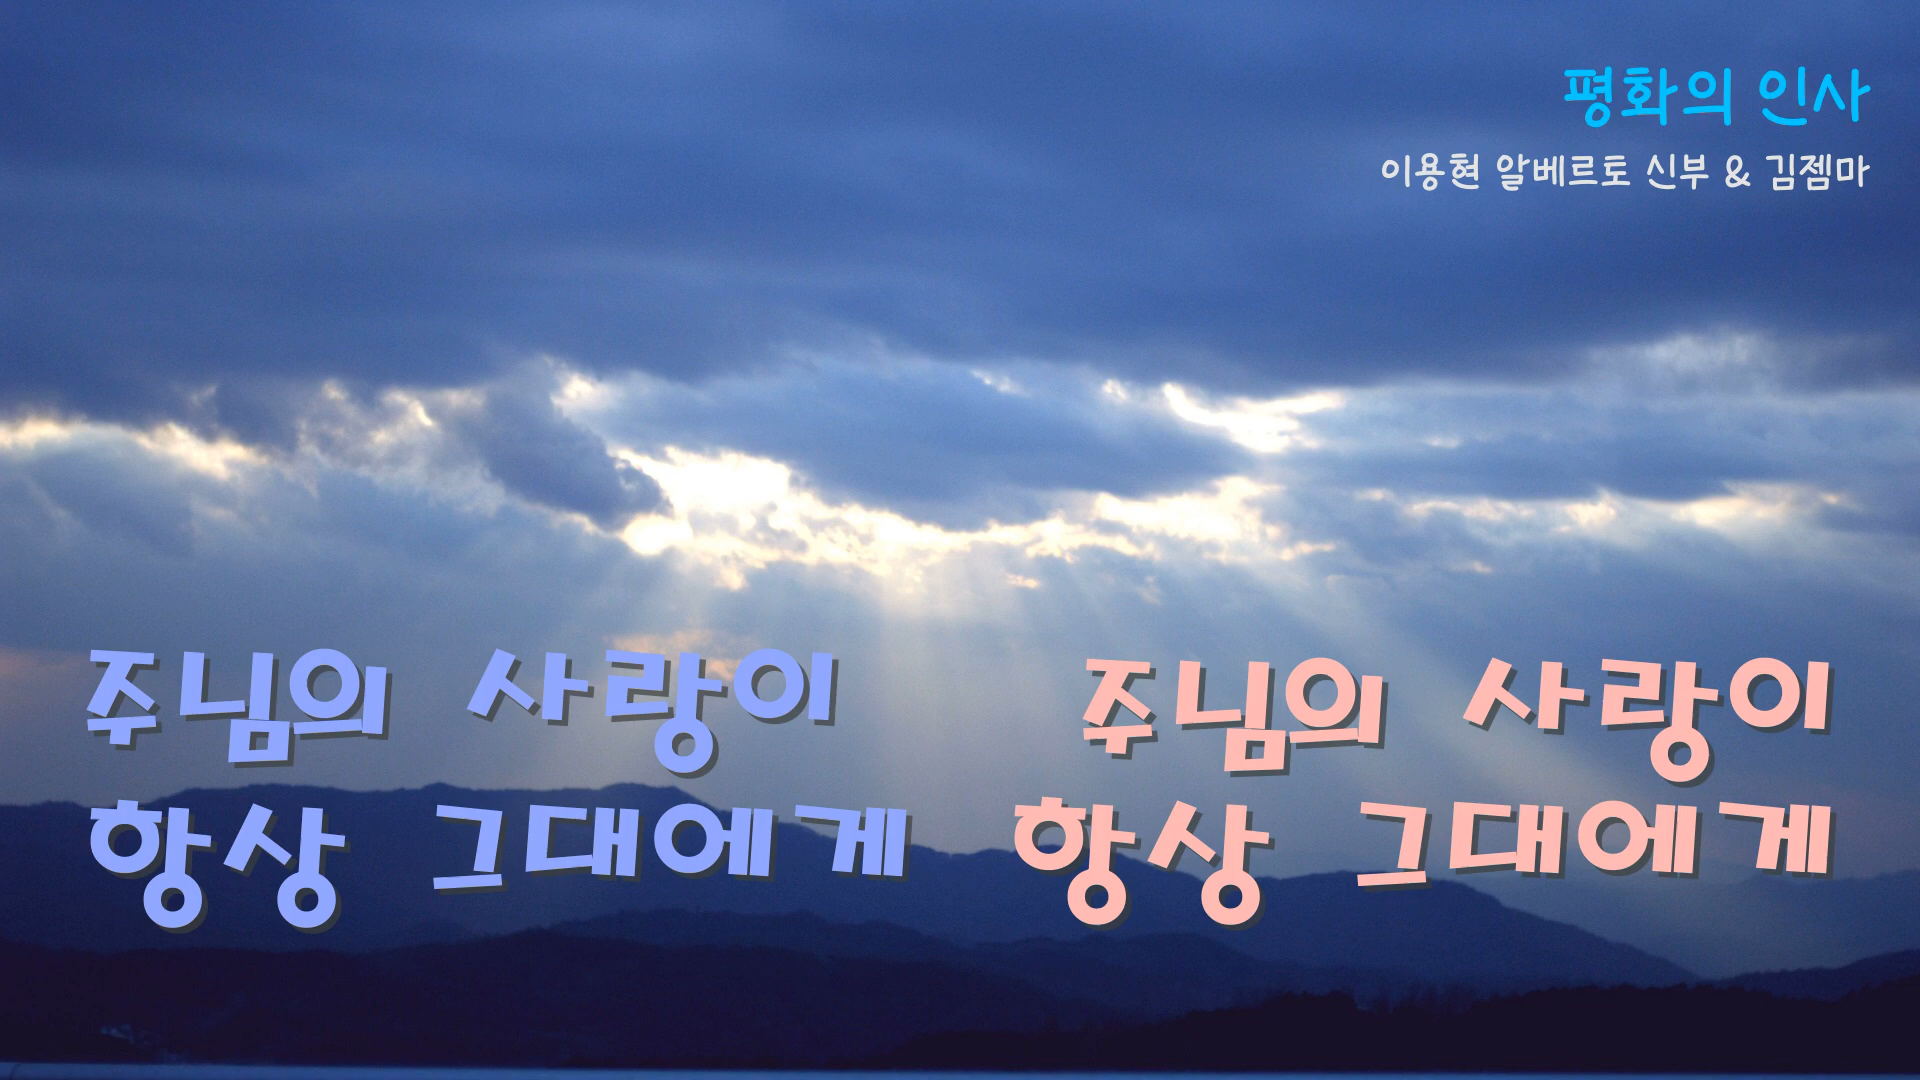 평화의 인사
이용현 알베르토 신부 & 김젬마
주님의 사랑이
항상 그대에게
주님의 사랑이
항상 그대에게